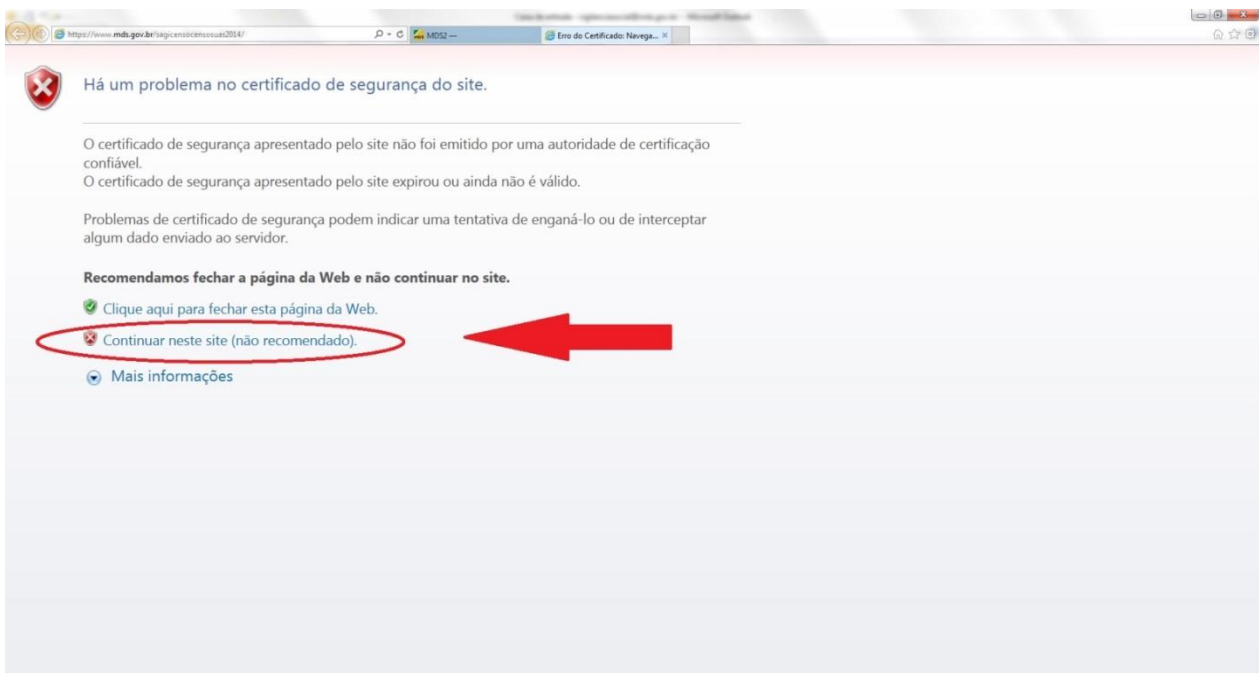 https://www.mds.gov.br/sagicensocensosuas2014/
MDS2 —
Erro do Certificado: Navega...
Há um problema no certificado de segurança do site.
O certificado de segurança apresentado pelo site não foi emitido por uma autoridade de certificação
confiável.
O certificado de segurança apresentado pelo site expirou ou ainda não é válido.
Problemas de certificado de segurança podem indicar uma tentativa de enganá-lo ou de interceptar
algum dado enviado ao servidor.
Recomendamos fechar a página da Web e não continuar no site.
Clique aqui para fechar esta página da Web.
Continuar neste site (não recomendado).
Mais informações